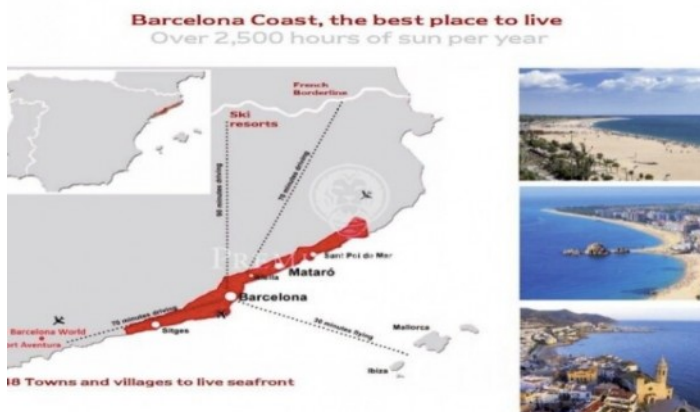 Barcelona Coast, the best place to live
Over 2,500 hours of sun per year
French
Borderline
Ski
resorts
90 minutes driving
75 minutes driving
Sant Pol de Mar
Mataró
Barcelona
75 minutes driving
Sitges
Barcelona World
ort Aventura
30 minutes flying
Mallorca
Ibiza
18 Towns and villages to live seafront